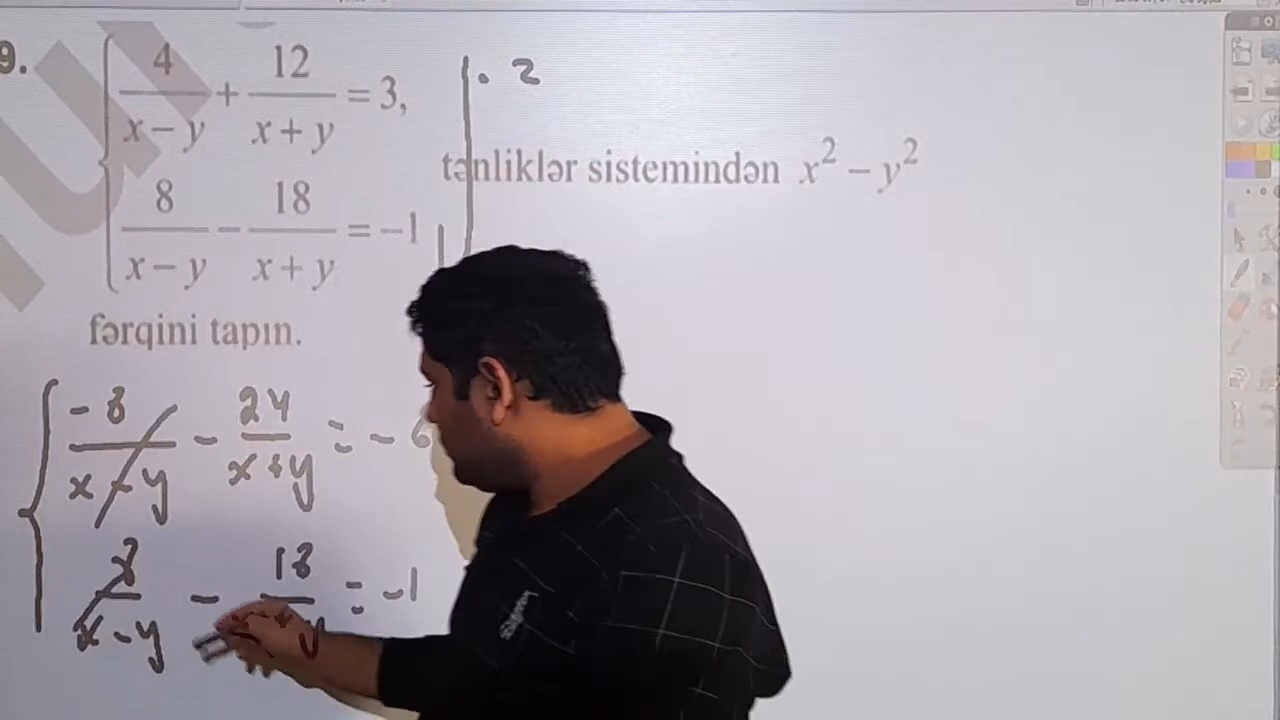 9.
4/(x−y) + 12/(x+y) = 3,
· 2
tənliklər sistemindən x² − y²
8/(x−y) − 18/(x+y) = −1
fərqini tapın.
−8/(x−y) − 24/(x+y) = −6
8/(x−y) − 18/(x+y) = −1